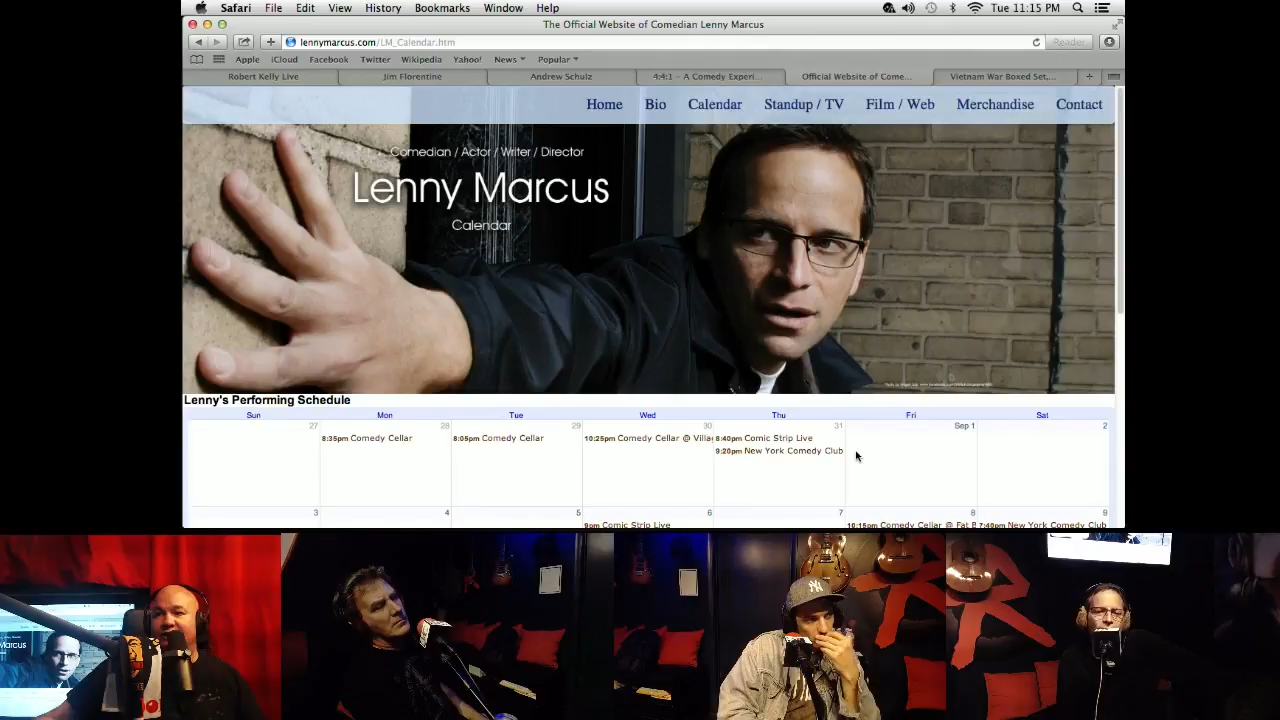 Safari File Edit View History Bookmarks Window Help Tue 11:15 PM
The Official Website of Comedian Lenny Marcus
lennymarcus.com/LM_Calendar.htm Reader
Apple iCloud Facebook Twitter Wikipedia Yahoo! News Popular
Robert Kelly Live Jim Florentine Andrew Schulz 4:4:1 – A Comedy Experi... Official Website of Come... Vietnam War Boxed Set,...
Home Bio Calendar Standup / TV Film / Web Merchandise Contact
Comedian / Actor / Writer / Director
Lenny Marcus
Calendar
Lenny's Performing Schedule
Sun Mon Tue Wed Thu Fri Sat
27 28 29 30 31 Sep 1 2
8:35pm Comedy Cellar 8:05pm Comedy Cellar 10:25pm Comedy Cellar @ Villa 8:40pm Comic Strip Live
9:20pm New York Comedy Club
3 4 5 6 7 8 9
9pm Comic Strip Live 10:15pm Comedy Cellar @ Fat B 7:40pm New York Comedy Club
Marcus
NY
RR